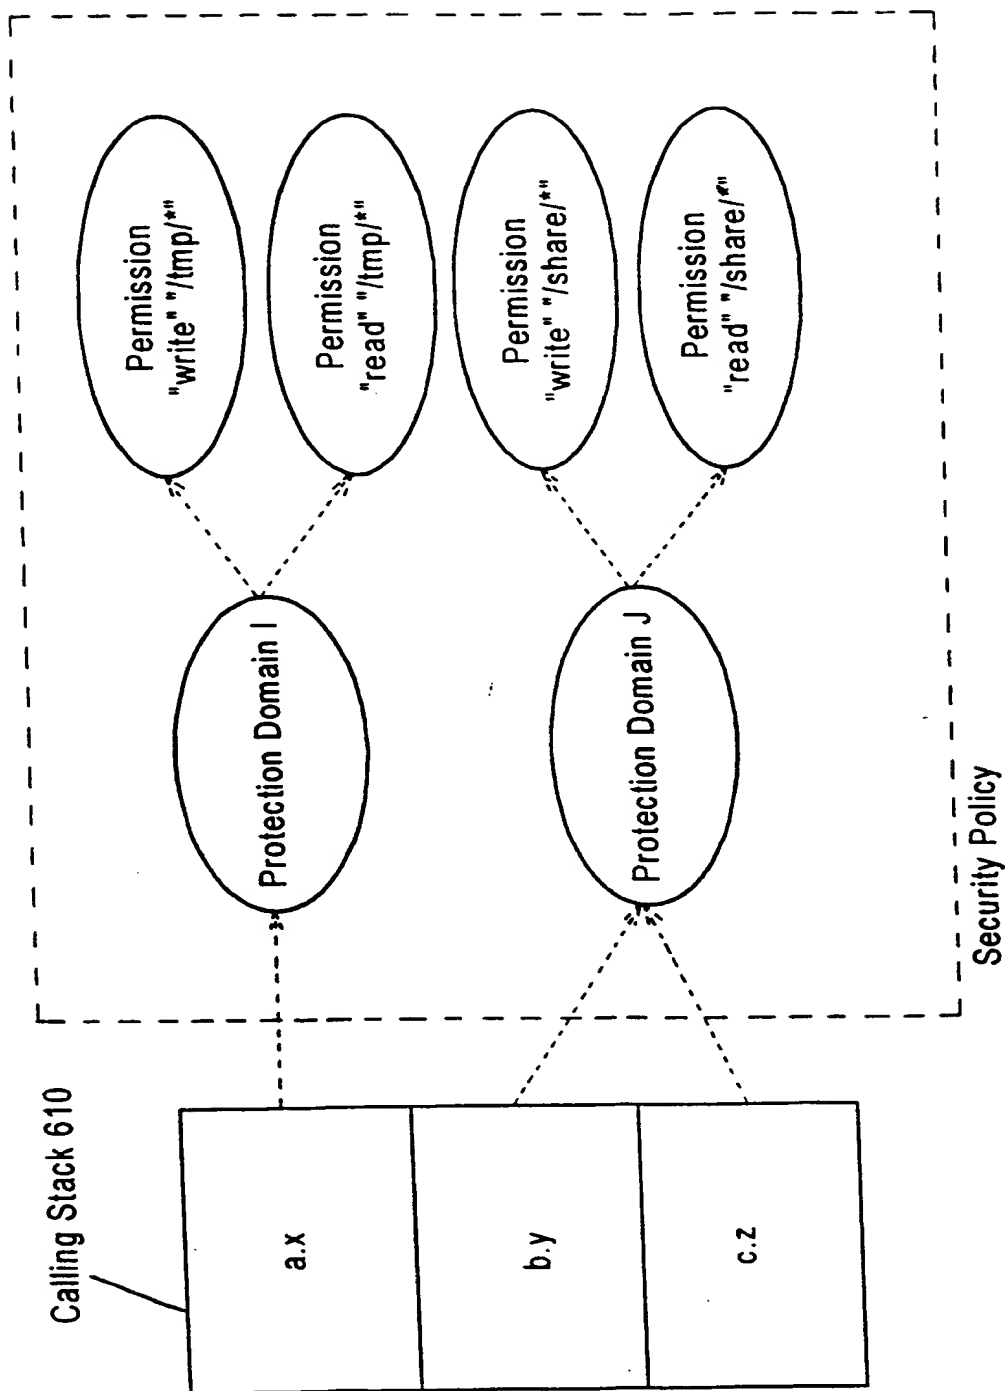 Calling Stack 610
a.x
b.y
c.z
Protection Domain I
Protection Domain J
Permission
"write" "/tmp/*"
Permission
"read" "/tmp/*"
Permission
"write" "/share/*"
Permission
"read" "/share/*"
Security Policy